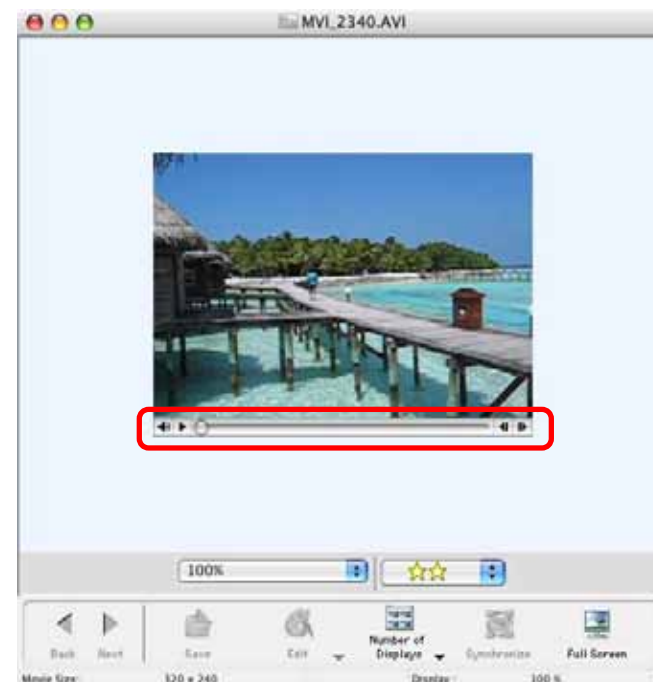 MVI_2340.AVI
100%
Back Next Save Edit Number of Displays Synchronize Full Screen
Movie Size: 320 x 240 Display: 100 %